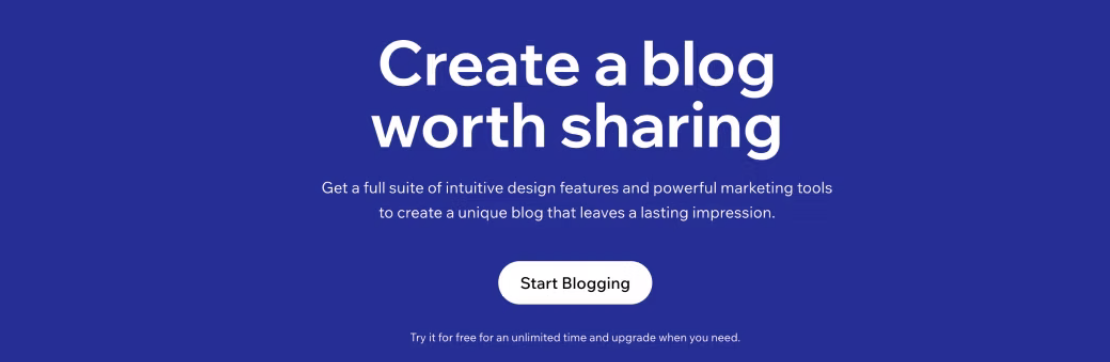 Create a blog
worth sharing
Get a full suite of intuitive design features and powerful marketing tools
to create a unique blog that leaves a lasting impression.
Start Blogging
Try it for free for an unlimited time and upgrade when you need.